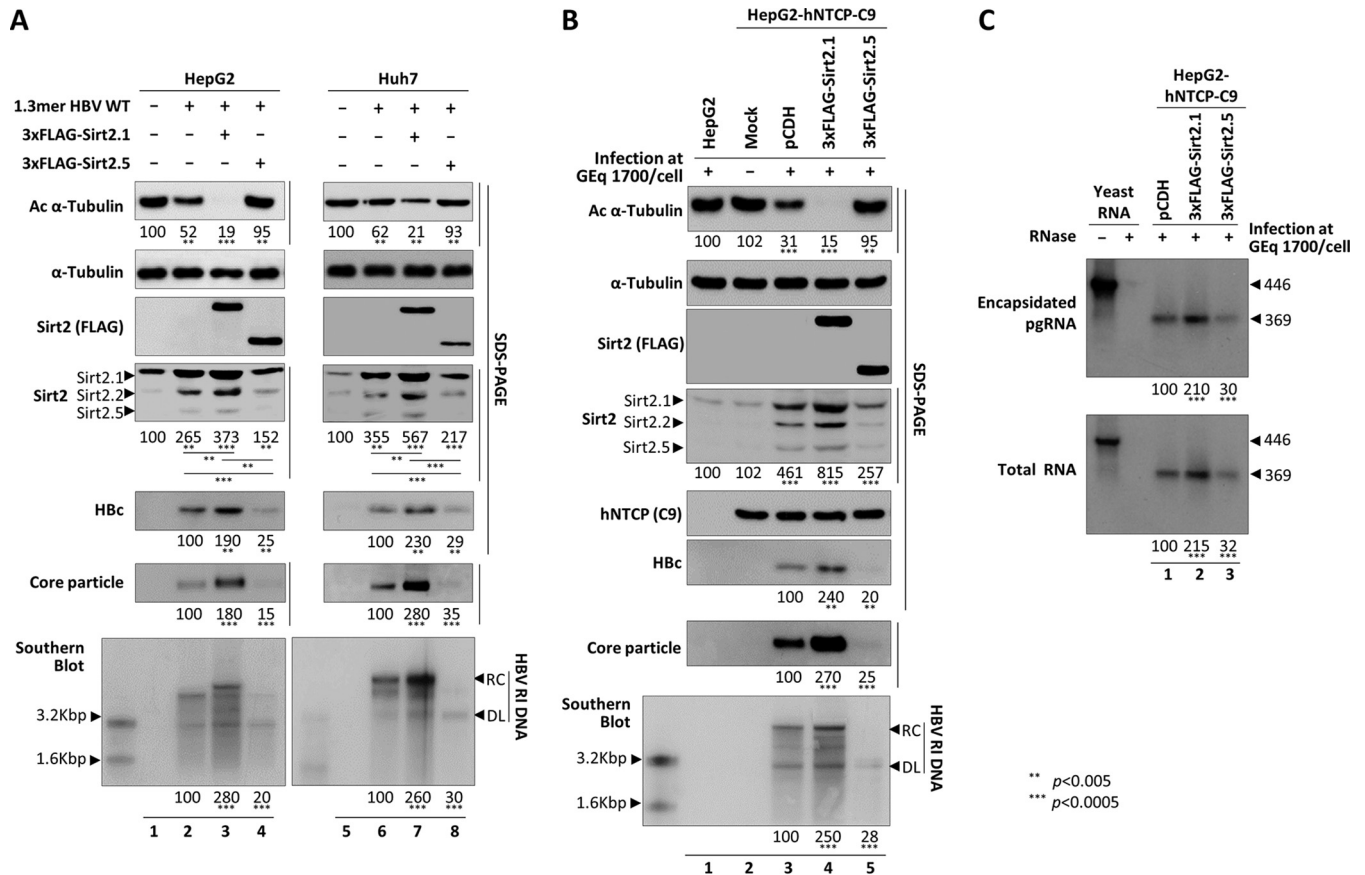 A
HepG2 Huh7
1.3mer HBV WT − + + + − + + +
3xFLAG-Sirt2.1 − − + − − − + −
3xFLAG-Sirt2.5 − − − + − − − +
Ac α-Tubulin
100 52 19 95 100 62 21 93
** *** ** ** *** **
α-Tubulin
Sirt2 (FLAG)
Sirt2.1
Sirt2 Sirt2.2
Sirt2.5
100 265 373 152 100 355 567 217
** *** ** ** *** ***
** ** ** ***
*** ***
HBc
100 190 25 100 230 29
** ** ** **
Core particle
100 180 15 100 280 35
*** *** *** ***
SDS-PAGE
Southern
Blot
3.2Kbp
1.6Kbp
RC
DL
HBV RI DNA
100 280 20 100 260 30
*** *** *** ***
1 2 3 4 5 6 7 8
B
HepG2-hNTCP-C9
HepG2 Mock pCDH 3xFLAG-Sirt2.1 3xFLAG-Sirt2.5
Infection at
GEq 1700/cell + − + + +
Ac α-Tubulin
100 102 31 15 95
*** *** **
α-Tubulin
Sirt2 (FLAG)
Sirt2.1
Sirt2 Sirt2.2
Sirt2.5
100 102 461 815 257
*** *** ***
hNTCP (C9)
HBc
100 240 20
** **
SDS-PAGE
Core particle
100 270 25
*** ***
Southern
Blot
3.2Kbp
1.6Kbp
RC
DL
HBV RI DNA
100 250 28
*** ***
1 2 3 4 5
C
HepG2-
hNTCP-C9
Yeast
RNA
pCDH 3xFLAG-Sirt2.1 3xFLAG-Sirt2.5
RNase − + + + +
Infection at
GEq 1700/cell
Encapsidated
pgRNA
446
369
100 210 30
*** ***
Total RNA
446
369
100 215 32
*** ***
1 2 3
** p<0.005
*** p<0.0005